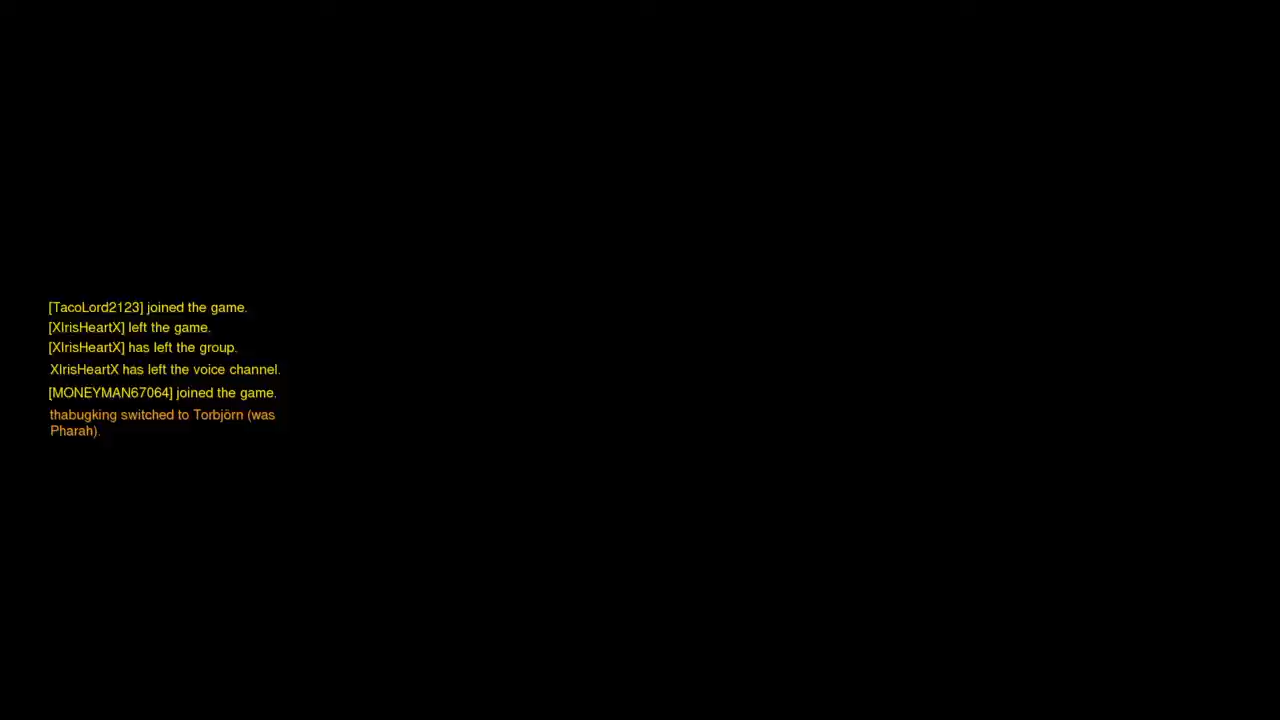 [TacoLord2123] joined the game.
[XIrisHeartX] left the game.
[XIrisHeartX] has left the group.
XIrisHeartX has left the voice channel.
[MONEYMAN67064] joined the game.
thabugking switched to Torbjörn (was
Pharah).